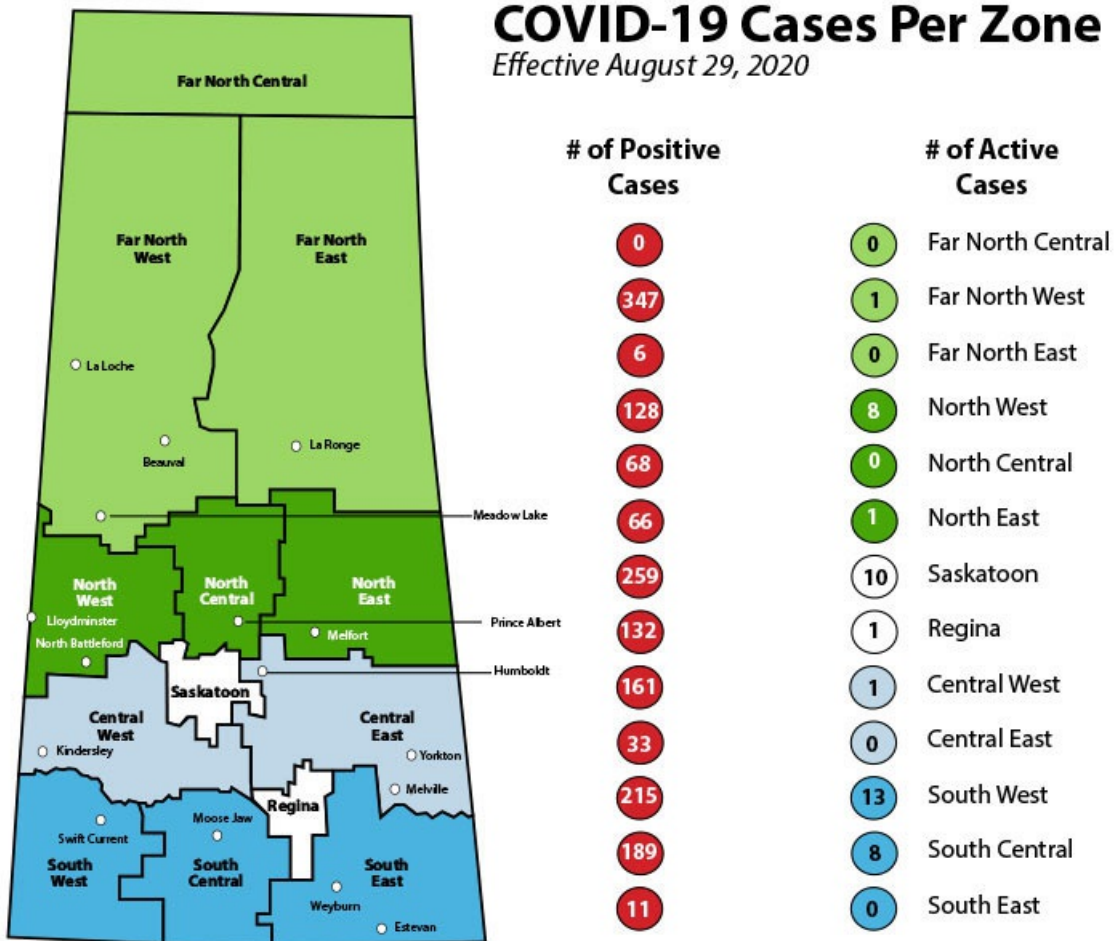 COVID-19 Cases Per Zone
Effective August 29, 2020
# of Positive
Cases
# of Active
Cases
0 0 Far North Central
347 1 Far North West
6 0 Far North East
128 8 North West
68 0 North Central
66 1 North East
259 10 Saskatoon
132 1 Regina
161 1 Central West
33 0 Central East
215 13 South West
189 8 South Central
11 0 South East
Far North Central
Far North
West
Far North
East
La Loche
Beauval
La Ronge
Meadow Lake
North
West
North
Central
North
East
Lloydminster
Prince Albert
North Battleford
Melfort
Humboldt
Saskatoon
Central
West
Central
East
Kindersley
Yorkton
Melville
Regina
Moose Jaw
Swift Current
South
West
South
Central
South
East
Weyburn
Estevan